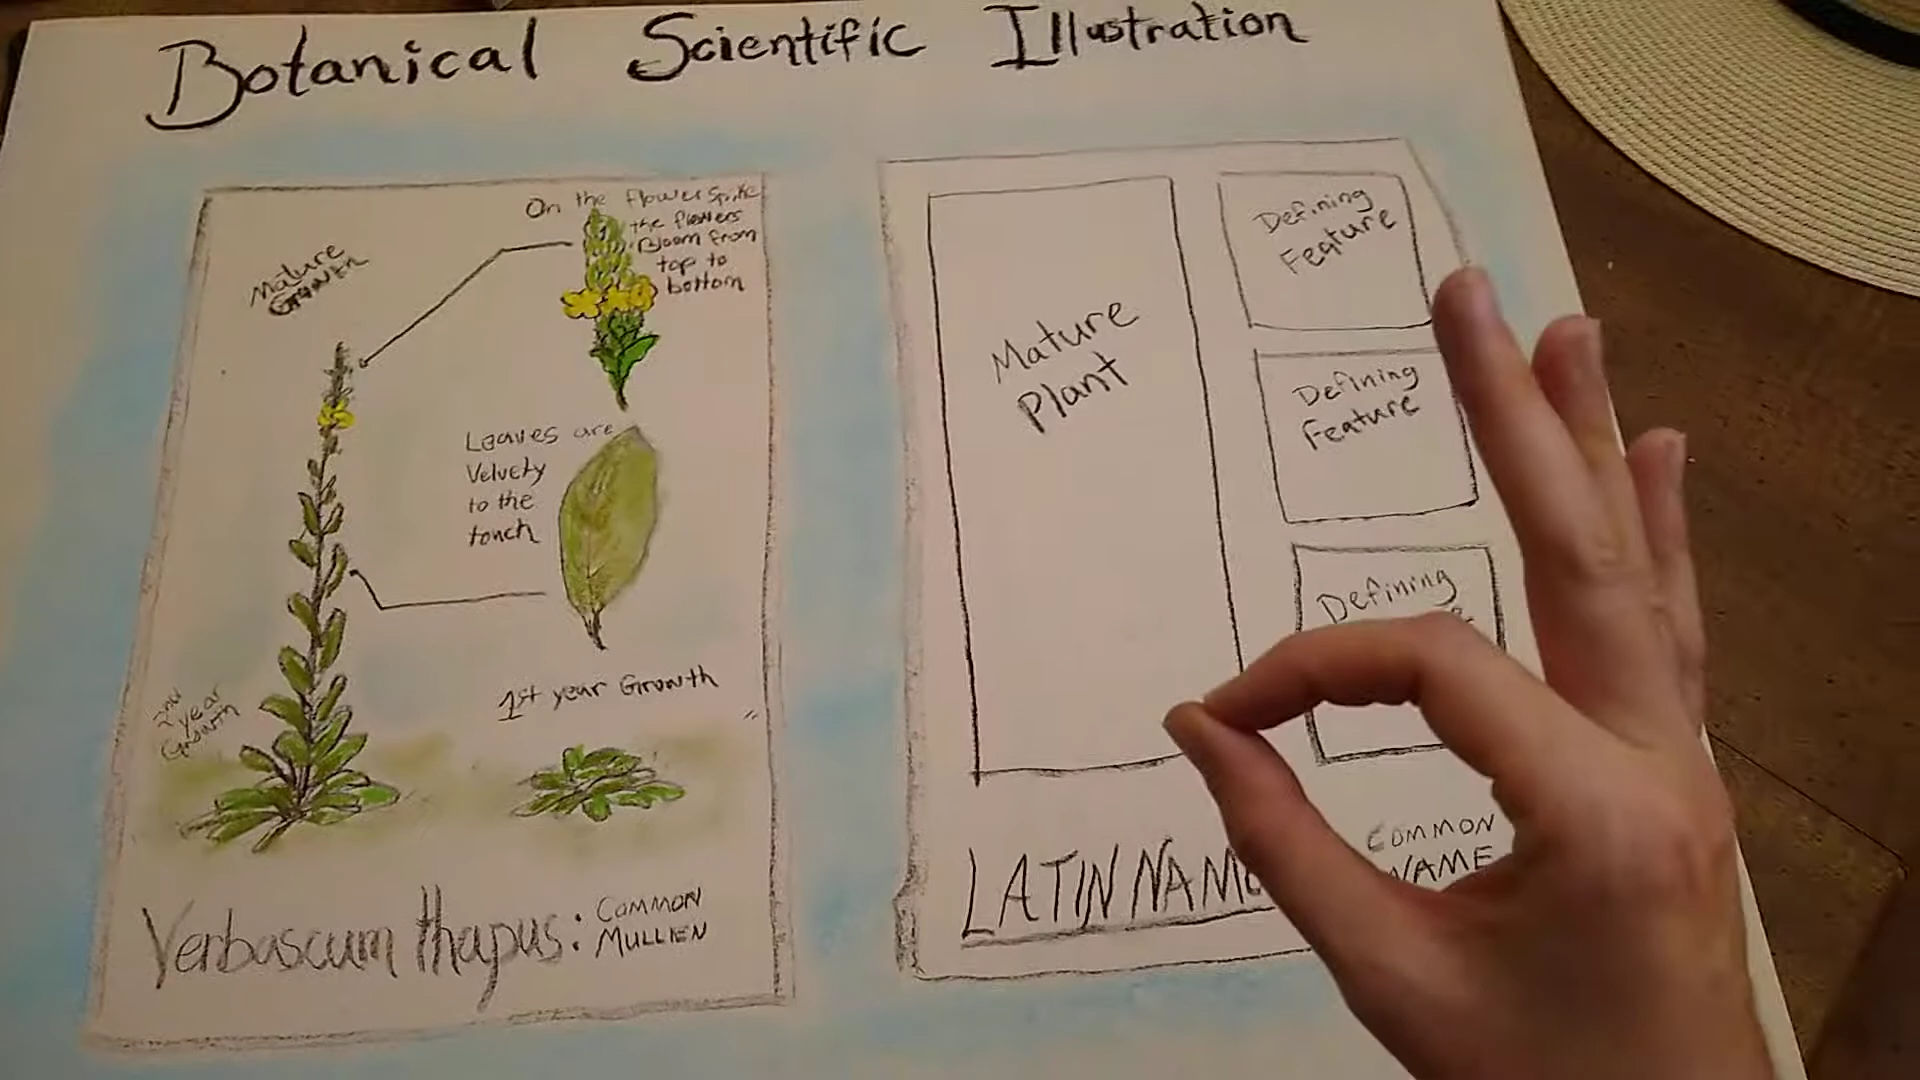 Botanical Scientific Illustration
On the flower spike
the flowers
Bloom from
top to
bottom
Mature
Growth
Leaves are
Velvety
to the
touch
1st year Growth
2nd
year
Growth
Verbascum thapus:
COMMON
MULLIEN
Mature
Plant
Defining
Feature
Defining
Feature
Defining
LATIN NAME
COMMON
NAME